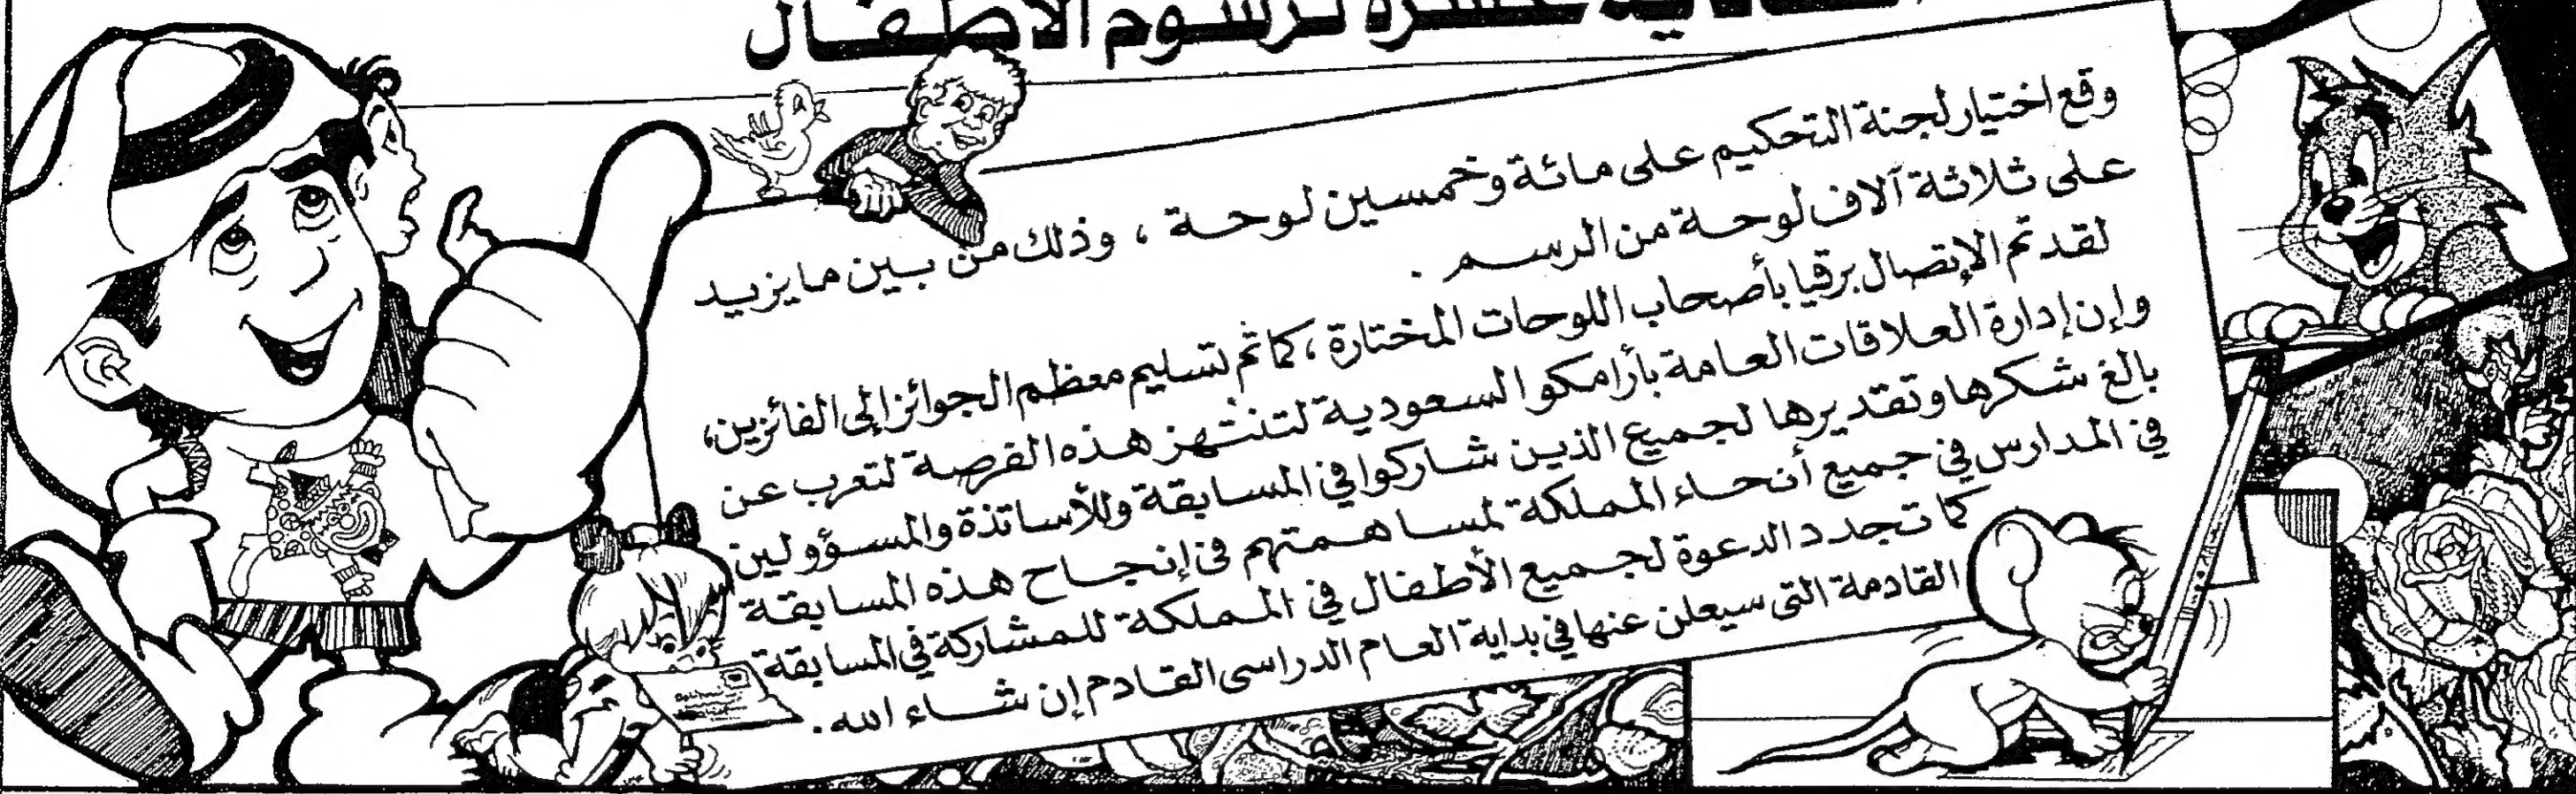 عشرة لرسوم الأطفال
وقع اختيار لجنة التحكيم على مائة وخمسين لوحة ، وذلك من بين ما يزيد
على ثلاثة آلاف لوحة من الرسم .
لقد تم الإتصال برقيا بأصحاب اللوحات المختارة ، كما تم تسليم معظم الجوائز إلى الفائزين،
وإن إدارة العلاقات العامة بأرامكو السعودية لتنتهز هذه الفرصة لتعرب عن
بالغ شكرها وتقديرها لجميع الذين شاركوا في المسابقة وللأساتذة والمسؤولين
في المدارس في جميع أنحاء المملكة لمساهمتهم في إنجاح هذه المسابقة
كما تجدد الدعوة لجميع الأطفال في المملكة للمشاركة في المسابقة
القادمة التى سيعلن عنها في بداية العام الدراسى القادم إن شاء الله .